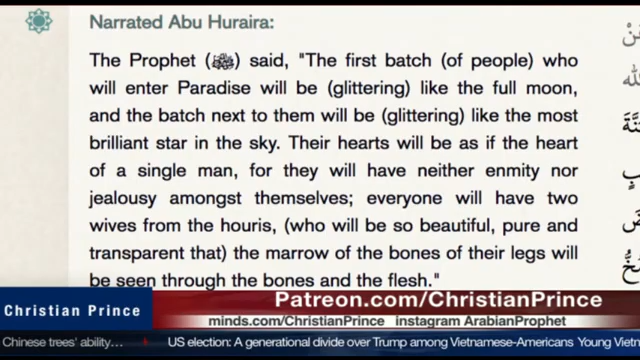 Narrated Abu Huraira:
The Prophet (ﷺ) said, "The first batch (of people) who
will enter Paradise will be (glittering) like the full moon,
and the batch next to them will be (glittering) like the most
brilliant star in the sky. Their hearts will be as if the heart
of a single man, for they will have neither enmity nor
jealousy amongst themselves; everyone will have two
wives from the houris, (who will be so beautiful, pure and
transparent that) the marrow of the bones of their legs will
be seen through the bones and the flesh."
Christian Prince
Patreon.com/ChristianPrince
minds.com/ChristianPrince instagram ArabianProphet
Chinese trees' ability... US election: A generational divide over Trump among Vietnamese-Americans Young Vietn